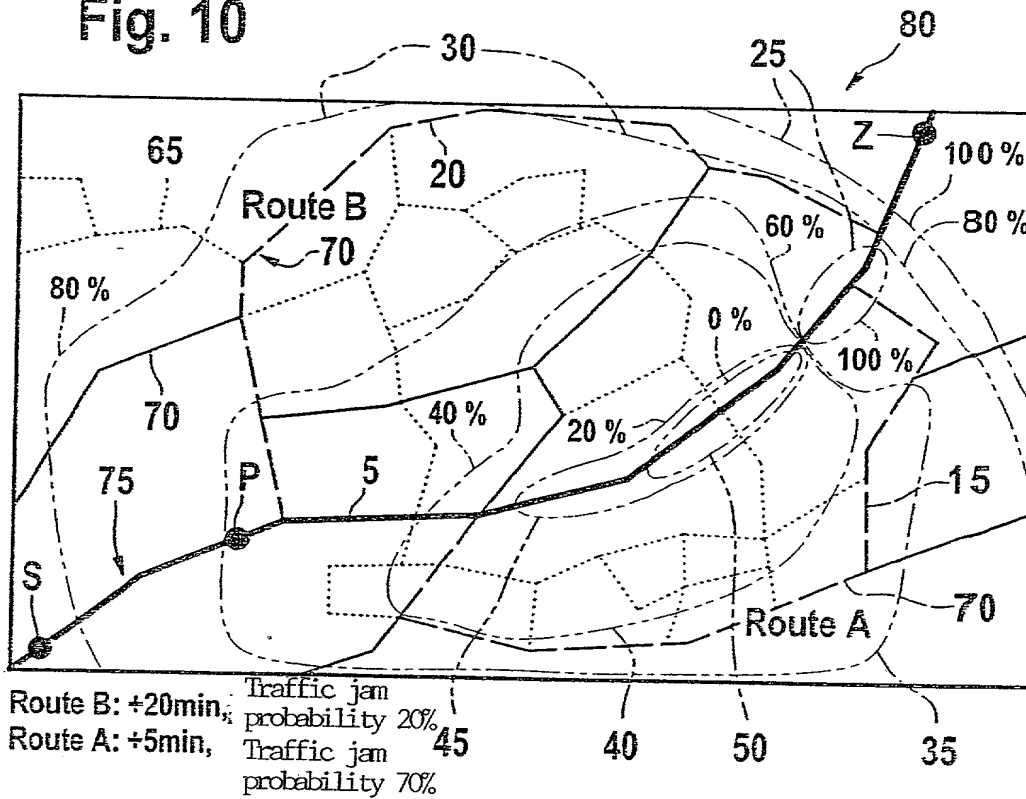 Fig. 10
80
30
25
Z
65
20
100 %
Route B
60 %
80 %
70
80 %
0 %
100 %
70
40 %
20 %
75
P
5
15
S
Route A
70
Route B: +20min,; Traffic jam
probability 20%
Route A: +5min, Traffic jam
probability 70%
45
40
50
35